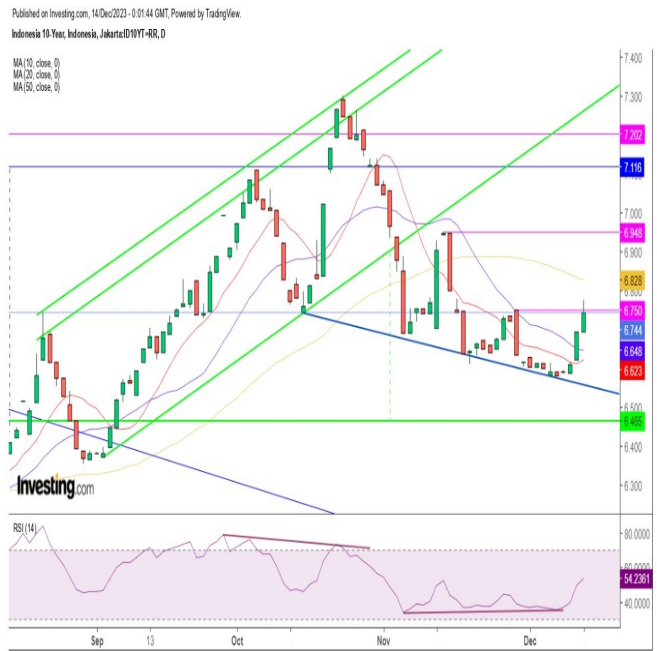 Published on Investing.com, 14/Dec/2023 - 0:01:44 GMT, Powered by TradingView.
Indonesia 10-Year, Indonesia, Jakarta:ID10YT=RR, D
MA (10, close, 0)
MA (20, close, 0)
MA (50, close, 0)
7.400
7.300
7.202
7.116
7.000
6.948
6.900
6.828
6.750
6.744
6.648
6.623
6.500
6.465
6.400
6.300
Investing.com
RSI (14)
80.0000
60.0000
54.2361
40.0000
Sep 13 Oct Nov Dec